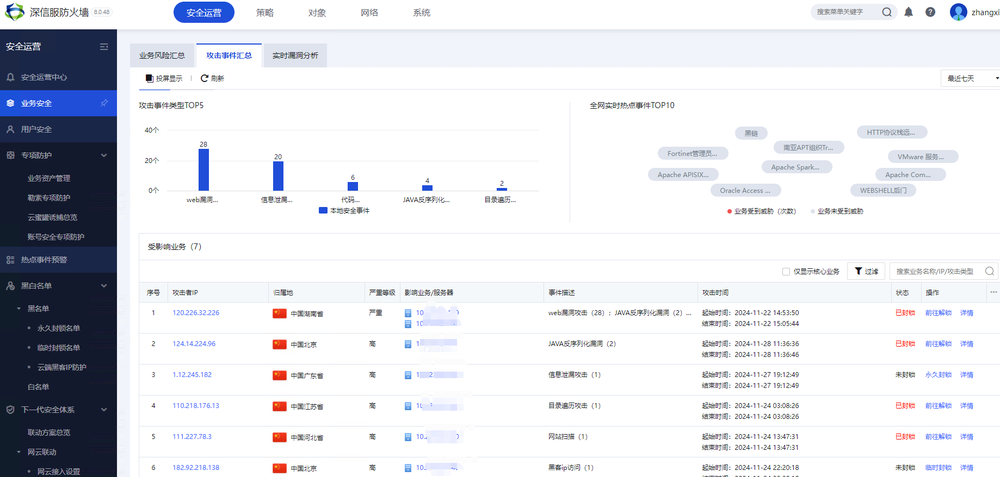 深信服防火墙 8.0.48
安全运营 策略 对象 网络 系统
搜索菜单关键字
zhangxi
安全运营
安全运营中心
业务安全
用户安全
专项防护
业务资产管理
勒索专项防护
云蜜罐诱捕总览
账号安全专项防护
热点事件预警
黑白名单
黑名单
永久封锁名单
临时封锁名单
云端黑客IP防护
白名单
下一代安全体系
联动方案总览
网云联动
网云接入设置
业务风险汇总 攻击事件汇总 实时漏洞分析
投屏显示 刷新
最近七天
攻击事件类型TOP5
40个
20个
0个
28
20
6
4
2
web漏洞... 信息泄漏... 代码... JAVA反序列化... 目录遍历...
本地安全事件
全网实时热点事件TOP10
黑链
HTTP协议栈远...
南亚APT组织Tr...
Fortinet管理员...
VMware 服务...
Apache Spark...
Apache APISIX...
Apache Com...
Oracle Access ...
WEBSHELL后门
业务受到威胁（次数） 业务未受到威胁
受影响业务（7）
仅显示核心业务 过滤 搜索业务名称/IP/攻击类型
序号 攻击者IP 归属地 严重等级 影响业务/服务器 事件描述 攻击时间 状态 操作
1 120.226.32.226 中国湖南省 严重 web漏洞攻击（28）；JAVA反序列化漏洞（2）... 起始时间：2024-11-22 14:53:50 已封锁 前往解锁 详情
结束时间：2024-11-22 15:05:44
2 124.14.224.96 中国北京 高 JAVA反序列化漏洞（2） 起始时间：2024-11-28 11:36:36 已封锁 前往解锁 详情
结束时间：2024-11-28 11:36:46
3 1.12.245.182 中国广东省 高 信息泄漏攻击（1） 起始时间：2024-11-27 19:12:49 未封锁 永久封锁 详情
结束时间：2024-11-27 19:12:49
4 110.218.176.13 中国江苏省 高 目录遍历攻击（1） 起始时间：2024-11-24 03:08:26 已封锁 前往解锁 详情
结束时间：2024-11-24 03:08:26
5 111.227.78.3 中国河北省 高 网站扫描（1） 起始时间：2024-11-24 13:47:31 已封锁 前往解锁 详情
结束时间：2024-11-24 13:47:31
6 182.92.218.138 中国北京 高 黑客ip访问（1） 起始时间：2024-11-24 22:20:18 未封锁 临时封锁 详情